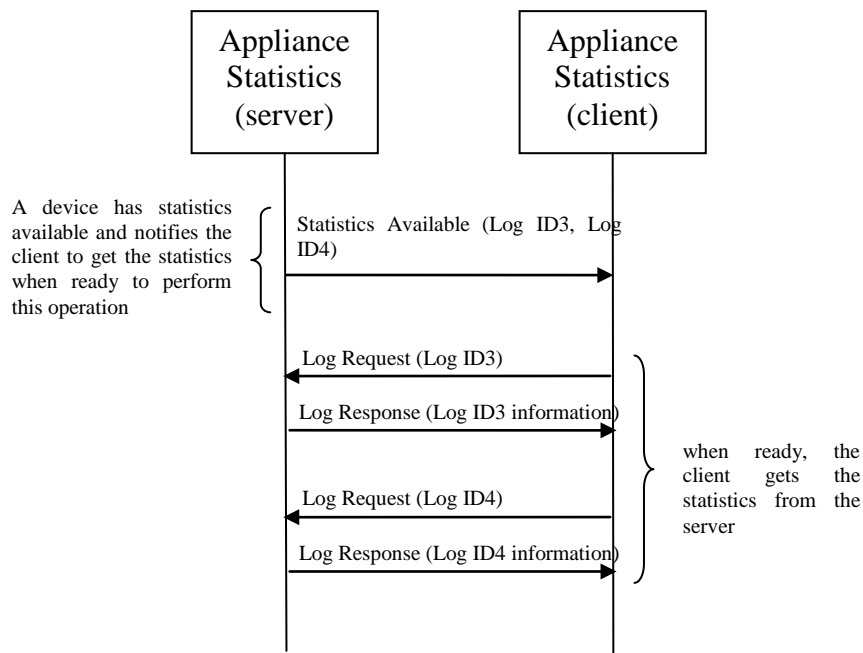 Appliance
Statistics
(server)
Appliance
Statistics
(client)
A device has statistics
available and notifies the
client to get the statistics
when ready to perform
this operation
Statistics Available (Log ID3, Log
ID4)
Log Request (Log ID3)
Log Response (Log ID3 information)
Log Request (Log ID4)
Log Response (Log ID4 information)
when ready, the
client gets the
statistics from the
server